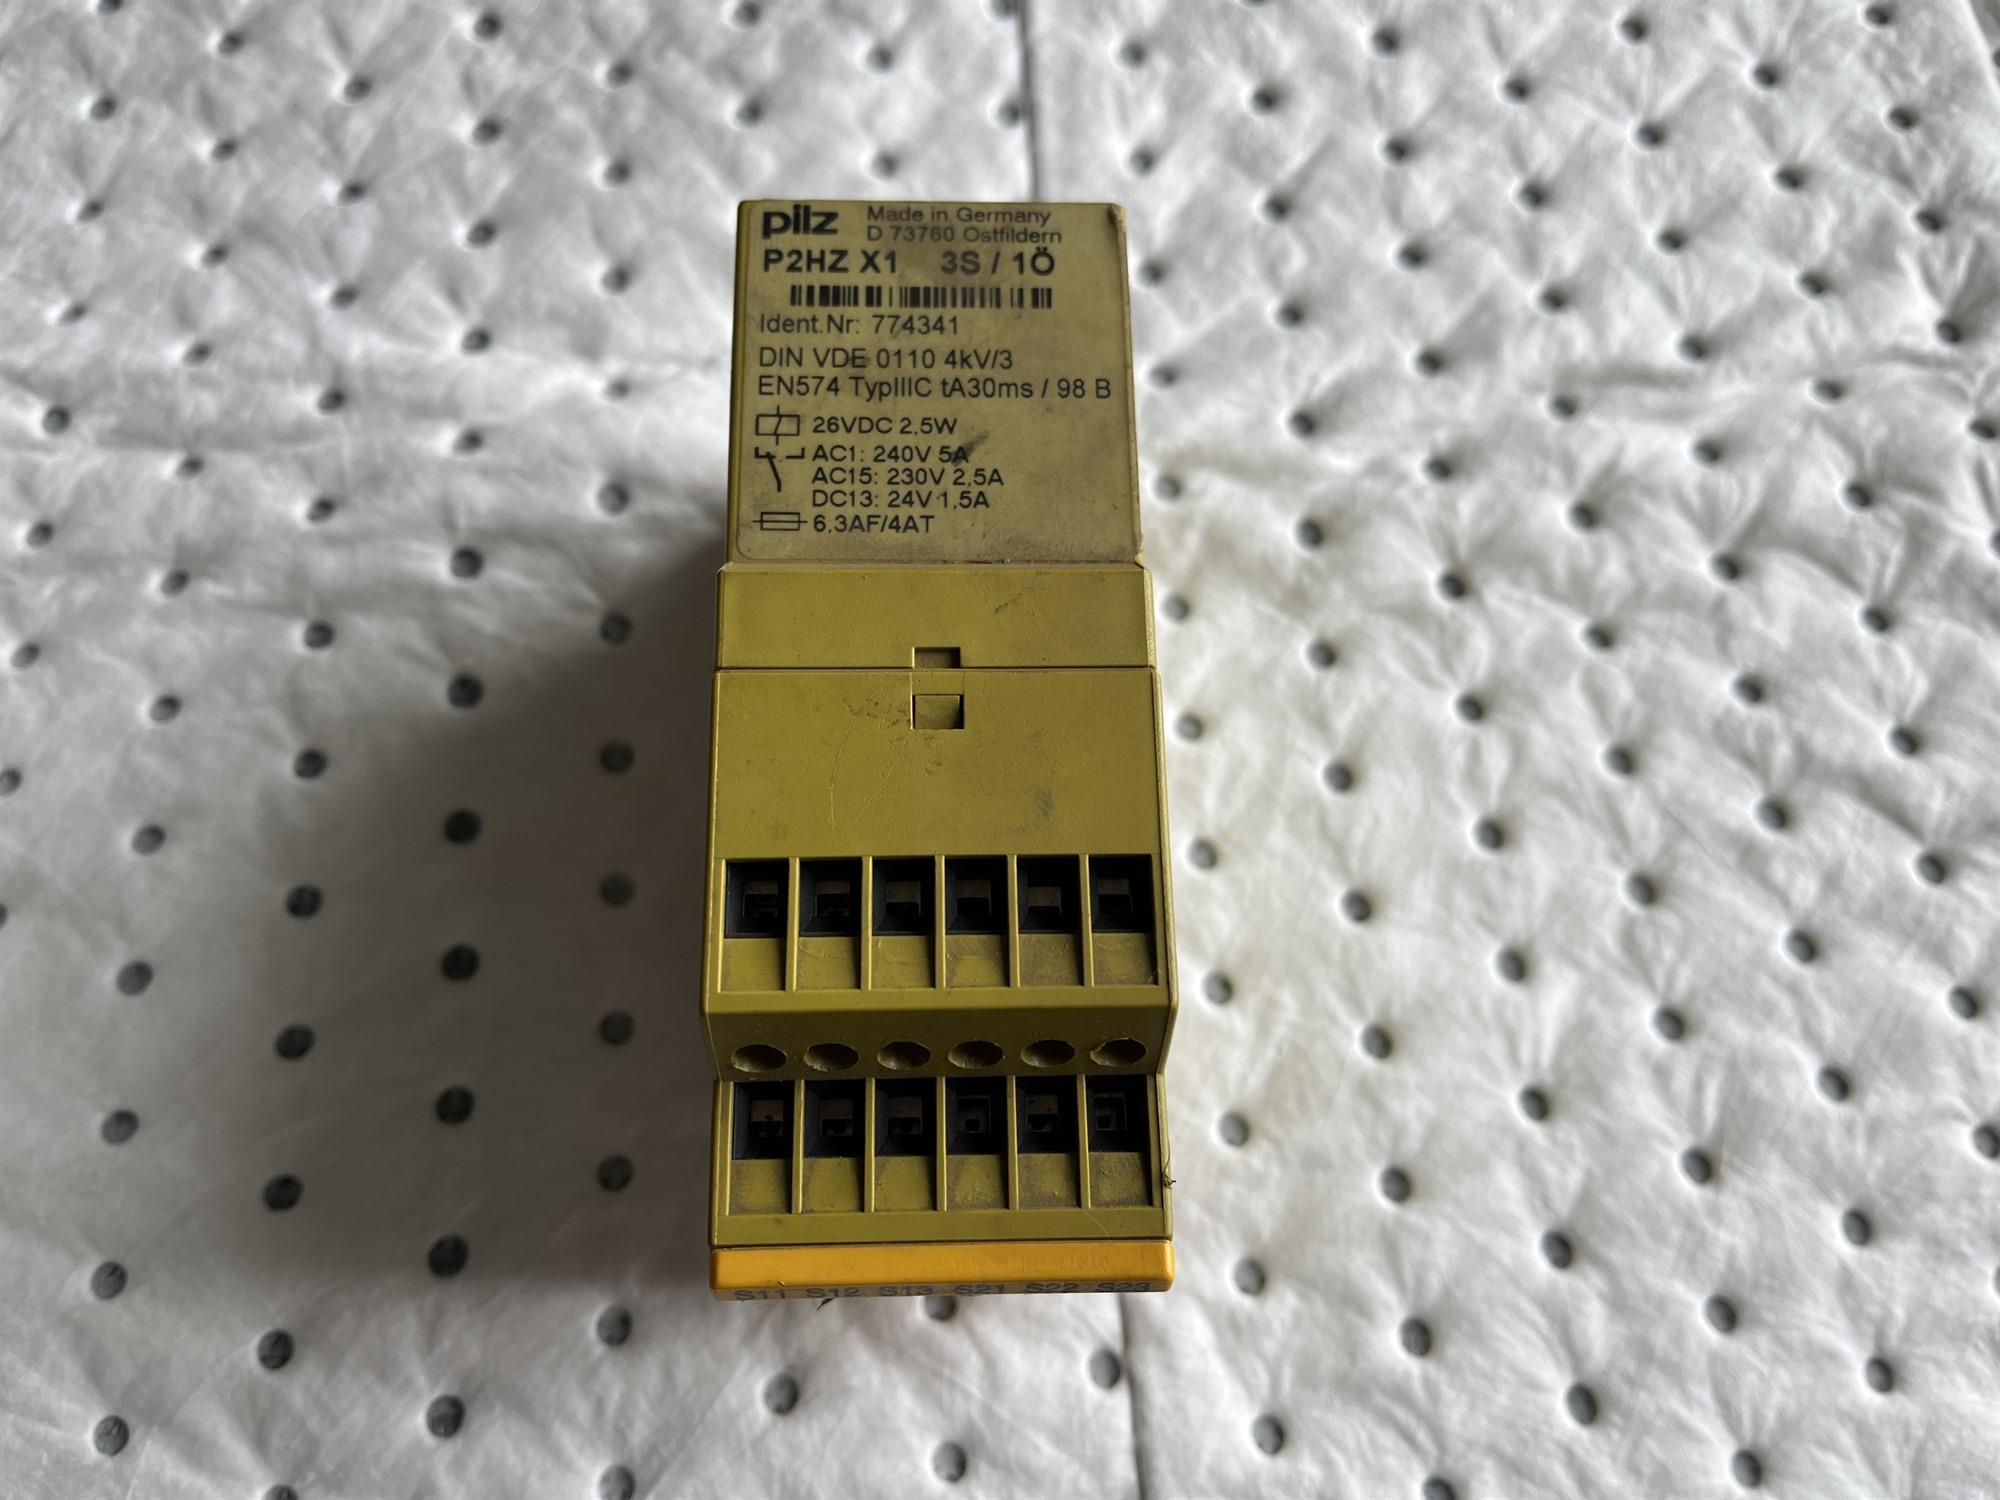 pilz Made in Germany
D 73760 Ostfildern
P2HZ X1 3S / 1Ö
Ident.Nr: 774341
DIN VDE 0110 4kV/3
EN574 TypIIIC tA30ms / 98 B
26VDC 2,5W
AC1: 240V 5A
AC15: 230V 2,5A
DC13: 24V 1,5A
6,3AF/4AT
S11 S12 S13 S21 S22 S23